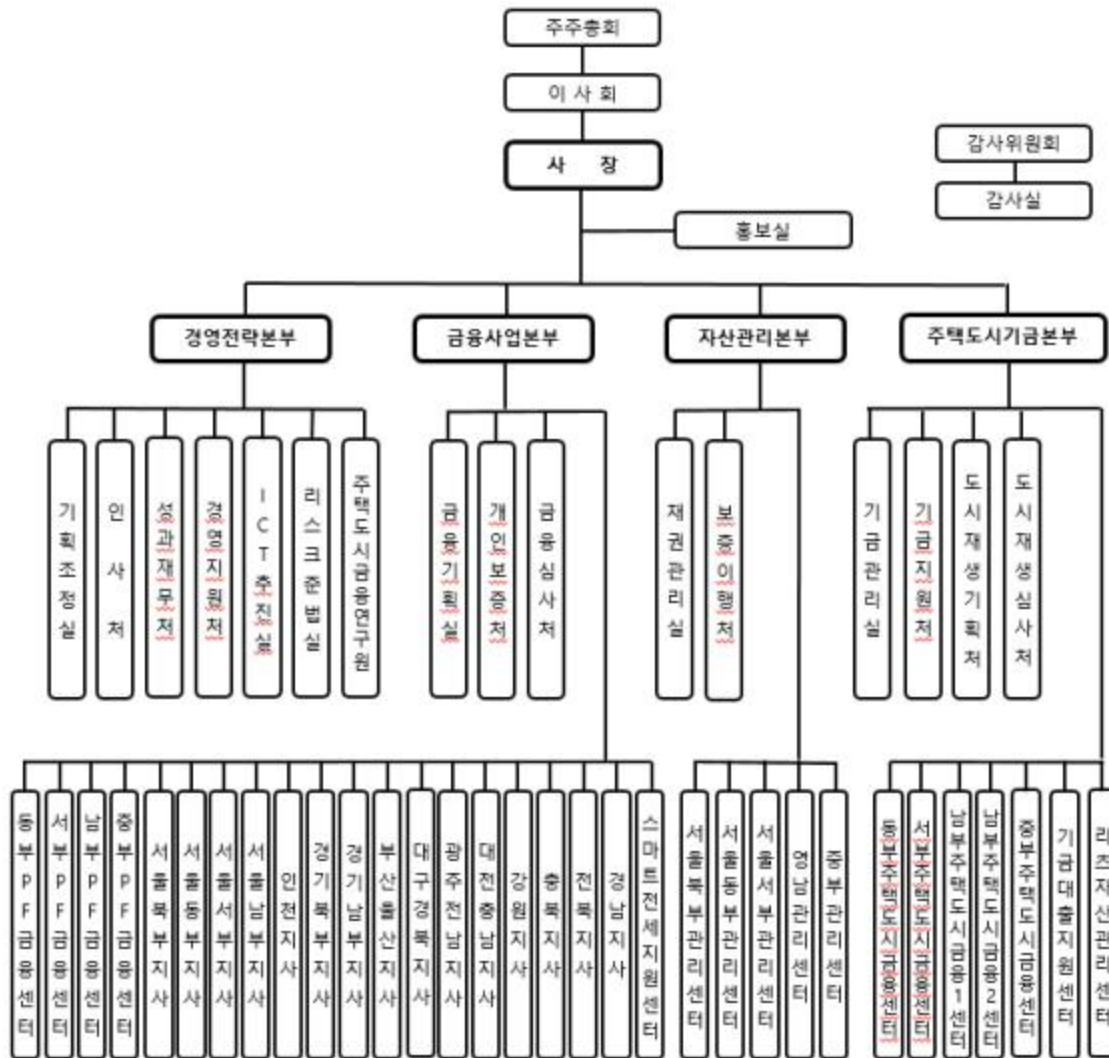 주주총회
이 사 회
사 장
감사위원회
감사실
홍보실
경영전략본부
금융사업본부
자산관리본부
주택도시기금본부
기획조정실
인사처
성과재무처
경영지원처
ICT추진실
리스크준법실
주택도시금융연구원
금융기획실
개인보증처
금융심사처
채권관리실
보증이행처
기금관리실
기금지원처
도시재생기획처
도시재생심사처
동부PF금융센터
서부PF금융센터
남부PF금융센터
중부PF금융센터
서울북부지사
서울동부지사
서울서부지사
서울남부지사
인천지사
경기북부지사
경기남부지사
부산울산지사
대구경북지사
광주전남지사
대전충남지사
강원지사
충북지사
전북지사
경남지사
스마트전세지원센터
서울북부관리센터
서울동부관리센터
서울서부관리센터
영남관리센터
중부관리센터
동부주택도시금융센터
서부주택도시금융센터
남부주택도시금융1센터
남부주택도시금융2센터
중부주택도시금융센터
기금대출지원센터
리츠자산관리센터